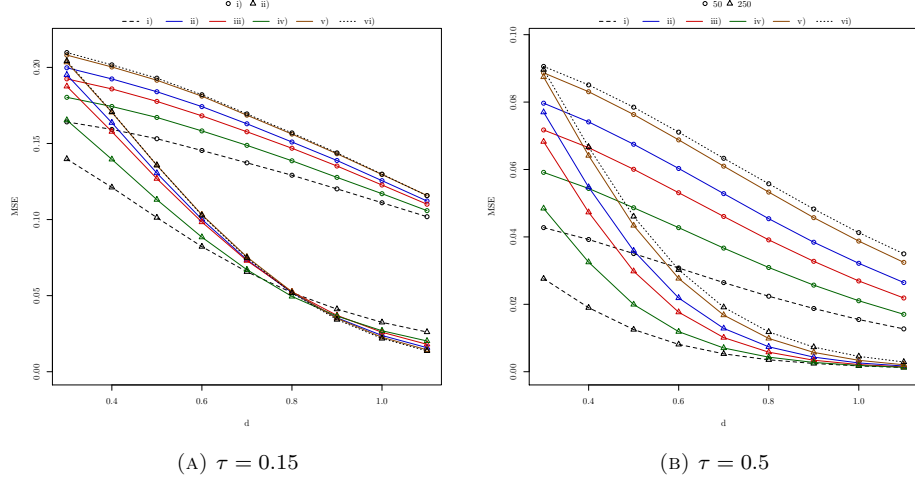 i) ii)
i) ii) iii) iv) v) vi)
MSE
0.20
0.15
0.10
0.05
0.00
0.4 0.6 0.8 1.0
d
(A) τ = 0.15
50 250
i) ii) iii) iv) v) vi)
MSE
0.10
0.08
0.06
0.04
0.02
0.00
0.4 0.6 0.8 1.0
d
(B) τ = 0.5